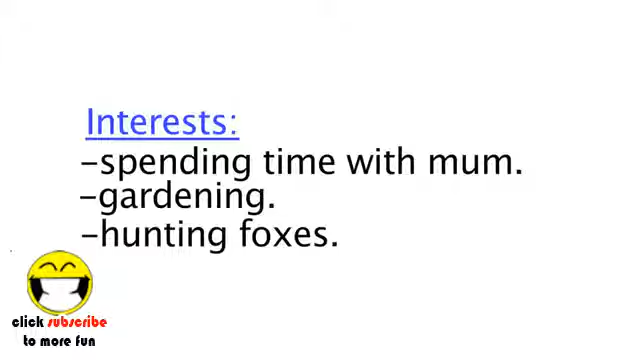 Interests:
-spending time with mum.
-gardening.
-hunting foxes.
click subscribe
to more fun